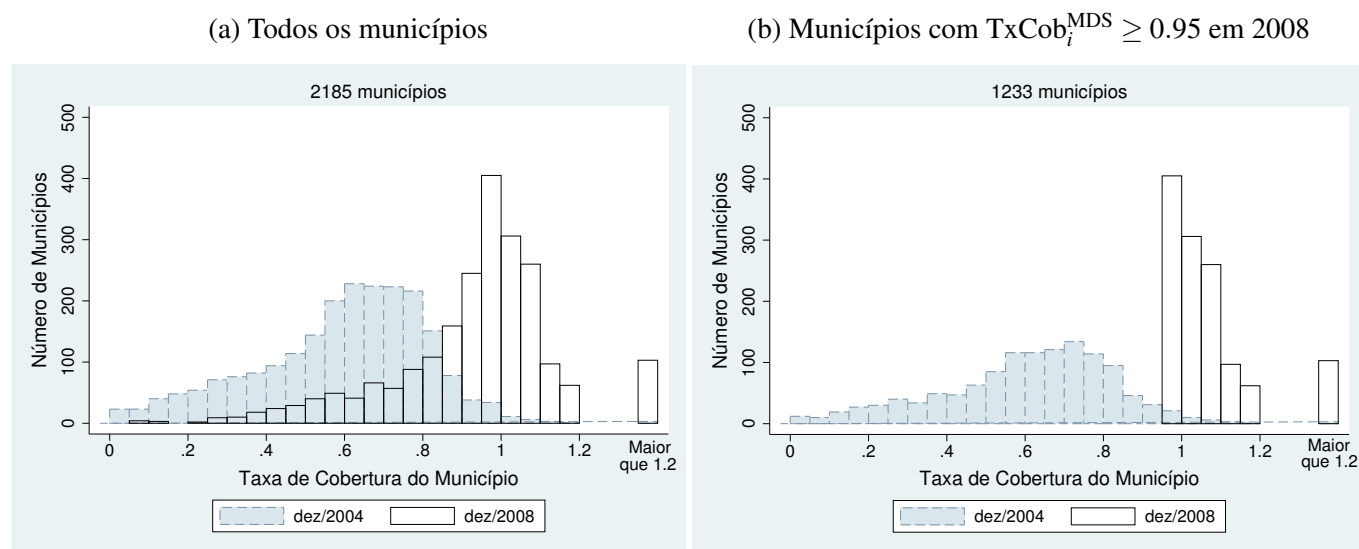 (a) Todos os municípios
2185 municípios
Número de Municípios
500
400
300
200
100
0
0 .2 .4 .6 .8 1 1.2 Maior
que 1.2
Taxa de Cobertura do Município
dez/2004 dez/2008
(b) Municípios com TxCob_i^MDS ≥ 0.95 em 2008
1233 municípios
Número de Municípios
500
400
300
200
100
0
0 .2 .4 .6 .8 1 1.2 Maior
que 1.2
Taxa de Cobertura do Município
dez/2004 dez/2008